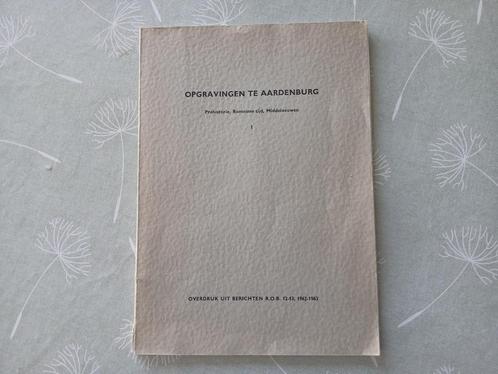 OPGRAVINGEN TE AARDENBURG
Prehistorie, Romeinse tijd, Middeleeuwen
I
OVERDRUK UIT BERICHTEN R.O.B. 12-13, 1962-1963